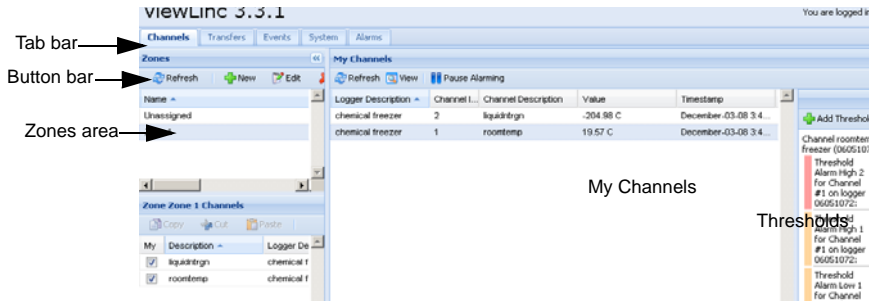 ViewLinc 3.3.1
You are logged in
Channels Transfers Events System Alarms
Tab bar
Zones
My Channels
Button bar
Refresh New Edit
Refresh View Pause Alarming
Name
Logger Description Channel I... Channel Description Value Timestamp
Unassigned
chemical freezer 2 liquidntrgn -204.98 C December-03-08 3:4...
Add Threshol
Zones area
chemical freezer 1 roomtemp 19.57 C December-03-08 3:4...
Channel roomtem
freezer (0605107
Threshold
Alarm High 2
for Channel
#1 on logger
06051072:
My Channels
Zone Zone 1 Channels
Thresholds
Copy Cut Paste
Threshold
Alarm High 1
for Channel
#1 on logger
06051072:
My Description Logger De
liquidntrgn chemical f
roomtemp chemical f
Threshold
Alarm Low 1
for Channel